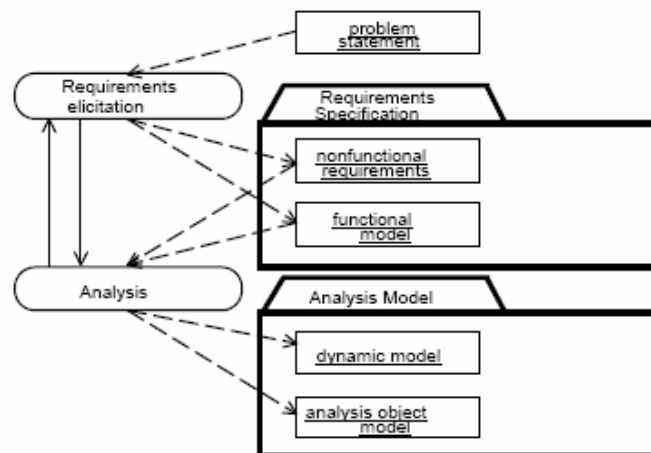 problem
statement
Requirements
elicitation
Requirements
Specification
nonfunctional
requirements
functional
model
Analysis
Analysis Model
dynamic model
analysis object
model